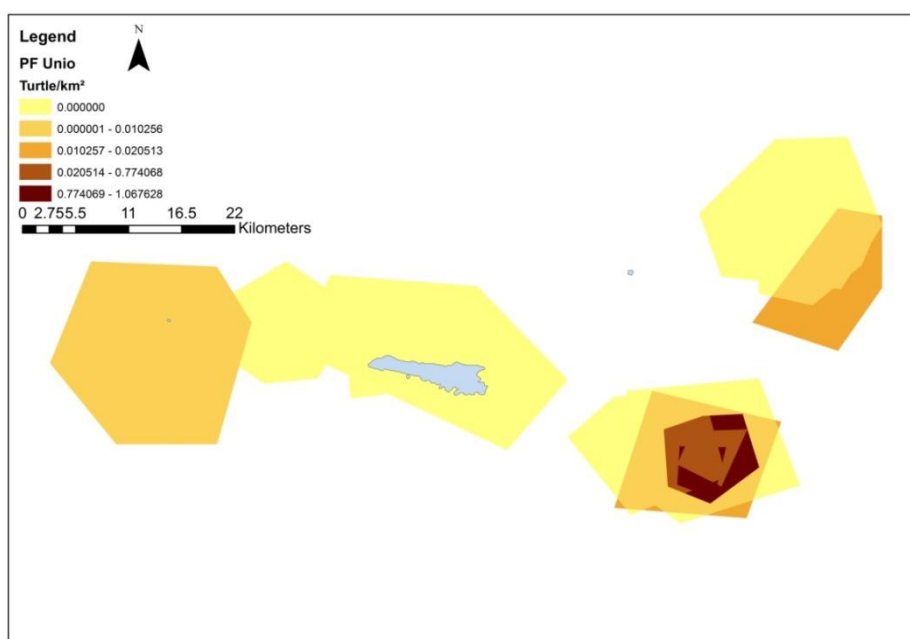 Legend
N
PF Unio
Turtle/km²
0.000000
0.000001 - 0.010256
0.010257 - 0.020513
0.020514 - 0.774068
0.774069 - 1.067628
0 2.755.5 11 16.5 22
Kilometers